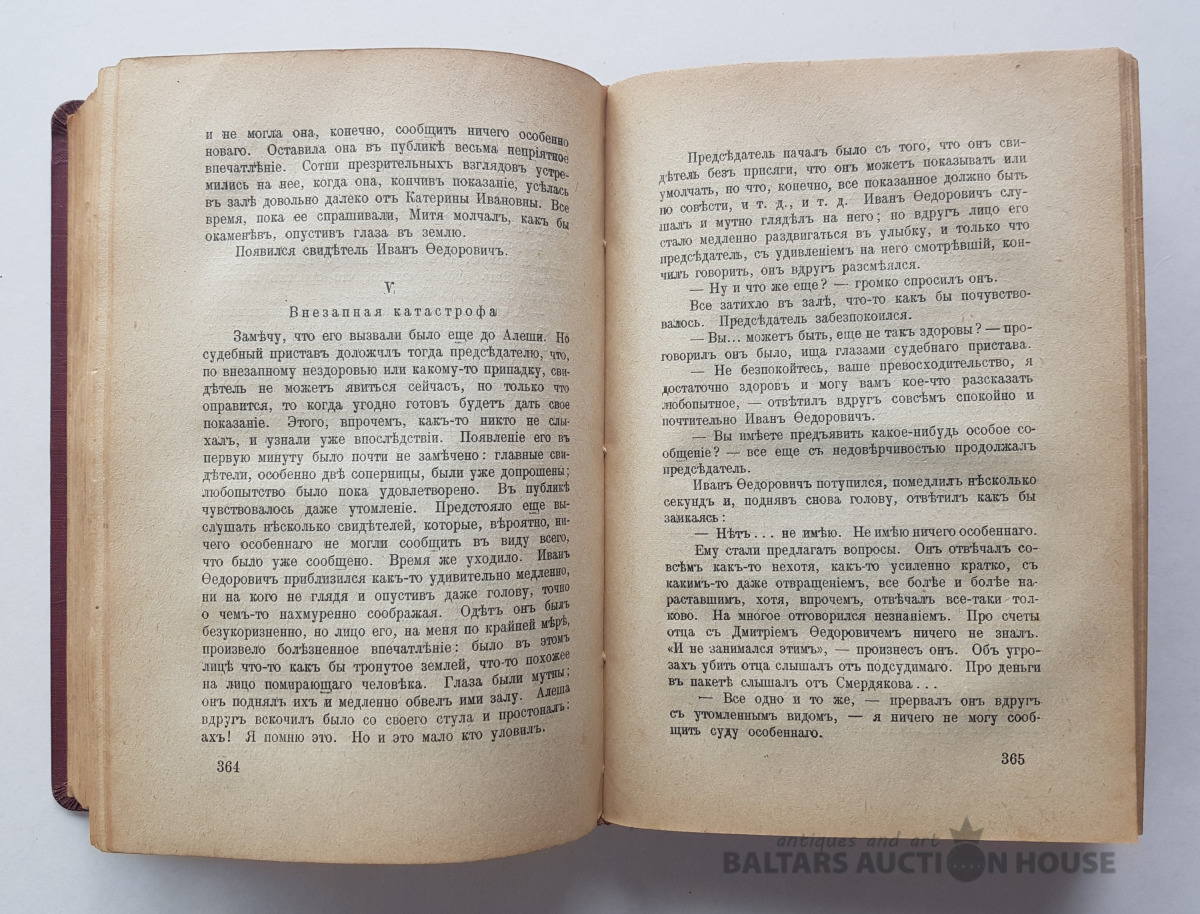 и не могла она, конечно, сообщить ничего особенно
новаго. Оставила она въ публикѣ весьма непріятное
впечатлѣніе. Сотни презрительныхъ взглядовъ устре-
мились на нее, когда она, кончив показаніе, усѣлась
въ залѣ довольно далеко отъ Катерины Ивановны. Все
время, пока ее спрашивали, Митя молчалъ, какъ бы
окаменѣвъ, опустив глаза въ землю.
Появился свидѣтель Иванъ Ѳедоровичъ.
V.
Внезапная катастрофа
Замѣчу, что его вызвали было еще до Алеши. Но
судебный приставъ доложчлъ тогда предсѣдателю, что,
по внезапному нездоровью или какому-то припадку, сви-
дѣтель не можетъ явиться сейчасъ, но только что
оправится, то когда угодно готовъ будетъ дать свое
показаніе. Этого, впрочемъ, какъ-то никто не слы-
халъ, и узнали уже впослѣдствіи. Появленіе его въ
первую минуту было почти не замѣчено: главные сви-
дѣтели, особенно двѣ соперницы, были уже допрошены;
любопытство было пока удовлетворено. Въ публикѣ
чувствовалось даже утомленіе. Предстояло еще вы-
слушать нѣсколько свидѣтелей, которые, вѣроятно, ни-
чего особеннаго не могли сообщить въ виду всего,
что было уже сообщено. Время же уходило. Иванъ
Ѳедоровичъ приблизился какъ-то удивительно медленно,
ни на кого не глядя и опустив даже голову, точно
о чемъ-то нахмуренно соображая. Одѣтъ онъ былъ
безукоризненно, но лицо его, на меня по крайней мѣрѣ,
произвело болѣзненное впечатлѣніе: было въ этомъ
лицѣ что-то какъ бы тронутое землей, что-то похожее
на лицо помирающаго человѣка. Глаза были мутны;
онъ поднялъ ихъ и медленно обвелъ ими залу. Алеша
вдругъ вскочилъ было со своего стула и простоналъ:
ахъ! Я помню это. Но и это мало кто уловилъ.
364
Предсѣдатель началъ было съ того, что онъ сви-
дѣтель безъ присяги, что онъ можетъ показывать или
умолчать, но что, конечно, все показанное должно быть
по совѣсти, и т. д., и т. д. Иванъ Ѳедоровичъ слу-
шалъ и мутно глядѣлъ на него; но вдругъ лицо его
стало медленно раздвигаться въ улыбку, и только что
предсѣдатель, съ удивленіемъ на него смотрѣвшій, кон-
чилъ говорить, онъ вдругъ разсмѣялся.
— Ну и что же еще? — громко спросилъ онъ.
Все затихло въ залѣ, что-то какъ бы почувство-
валось. Предсѣдатель забезпокоился.
— Вы... можетъ быть, еще не такъ здоровы? — про-
говорилъ онъ было, ища глазами судебнаго пристава.
— Не безпокойтесь, ваше превосходительство, я
достаточно здоровъ и могу вамъ кое-что разсказать
любопытное, — отвѣтилъ вдругъ совсѣмъ спокойно и
почтительно Иванъ Ѳедоровичъ.
— Вы имѣете предъявить какое-нибудь особое со-
общеніе? — все еще съ недовѣрчивостью продолжалъ
предсѣдатель.
Иванъ Ѳедоровичъ потупился, помедлилъ нѣсколько
секундъ и, поднявъ снова голову, отвѣтилъ какъ бы
заикаясь:
— Нѣтъ... не имѣю. Не имѣю ничего особеннаго.
Ему стали предлагать вопросы. Онъ отвѣчалъ со-
всѣмъ какъ-то нехотя, какъ-то усиленно кратко, съ
какимъ-то даже отвращеніемъ, все болѣе и болѣе на-
раставшимъ, хотя, впрочемъ, отвѣчалъ все-таки тол-
ково. На многое отговорился незнаніемъ. Про счеты
отца съ Дмитріемъ Ѳедоровичемъ ничего не зналъ.
«И не занимался этимъ», — произнесъ онъ. Объ угро-
захъ убить отца слышалъ отъ подсудимаго. Про деньги
въ пакетѣ слышалъ от Смердякова...
— Все одно и то же, — прервалъ онъ вдругъ
съ утомленнымъ видомъ, — я ничего не могу сооб-
щить суду особеннаго.
365
antiques and art
BALTARS AUCTION HOUSE